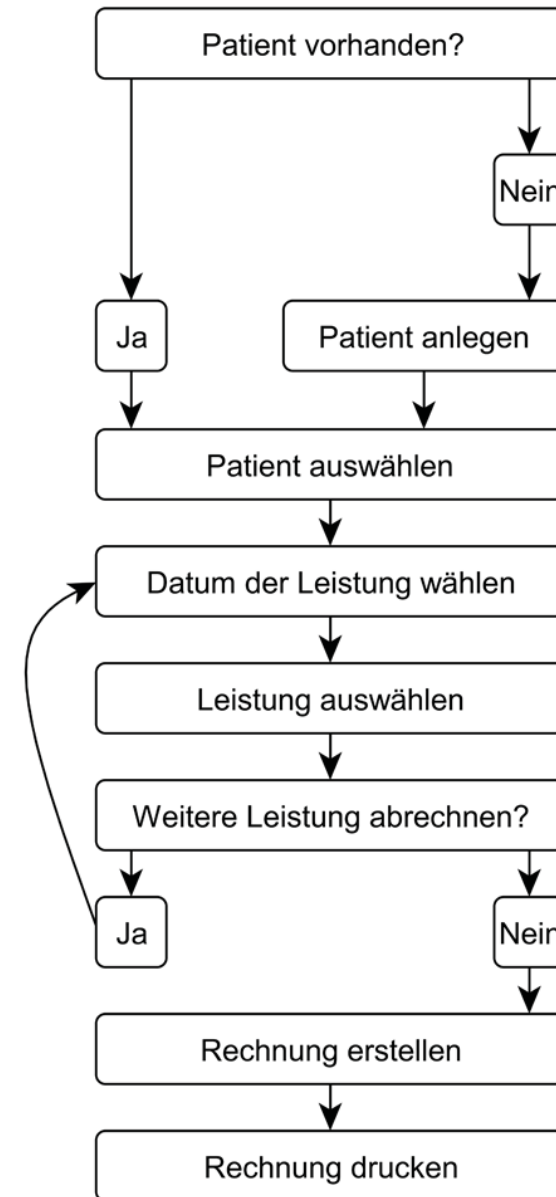 Patient vorhanden?
Nein
Ja
Patient anlegen
Patient auswählen
Datum der Leistung wählen
Leistung auswählen
Weitere Leistung abrechnen?
Ja
Nein
Rechnung erstellen
Rechnung drucken